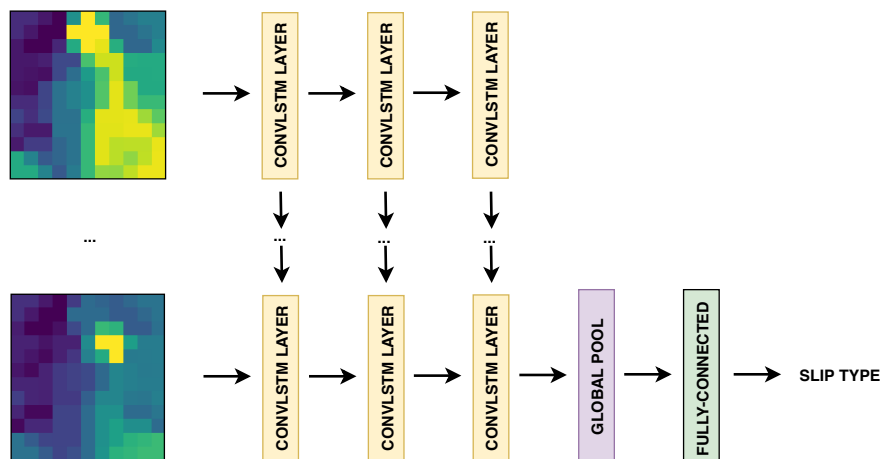 CONVLSTM LAYER
CONVLSTM LAYER
CONVLSTM LAYER
...
...
...
...
CONVLSTM LAYER
CONVLSTM LAYER
CONVLSTM LAYER
GLOBAL POOL
FULLY-CONNECTED
SLIP TYPE